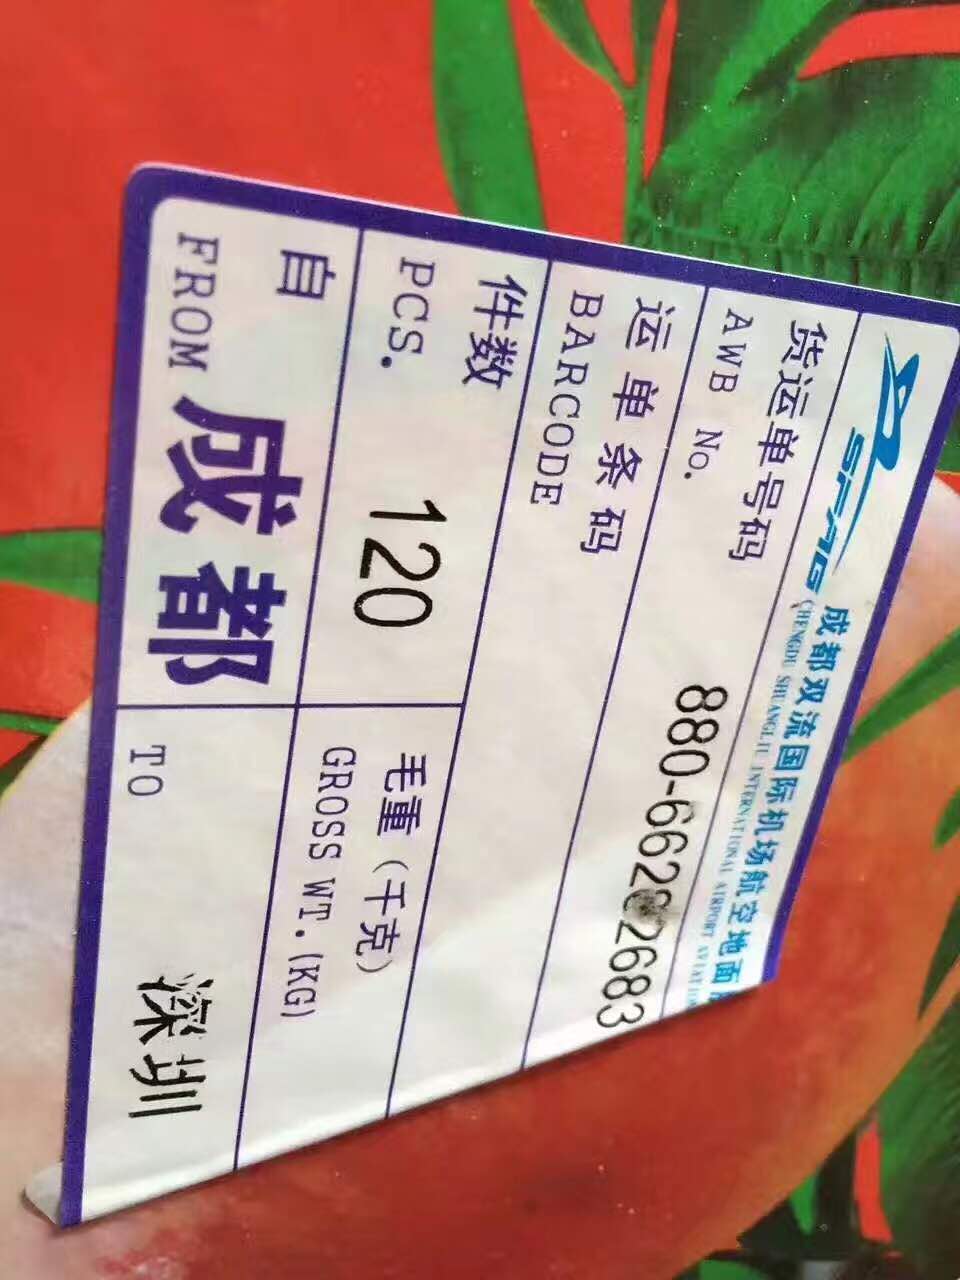 SPAG 成都双流国际机场航空地面
CHENGDU SHUANGLIU INTERNATIONAL AIRPORT AVIATION
货运单号码
AWB No.
880-6622683
运单条码
BARCODE
件数
PCS.
120
毛重（千克）
GROSS WT.(KG)
自
FROM
成都
TO
深圳